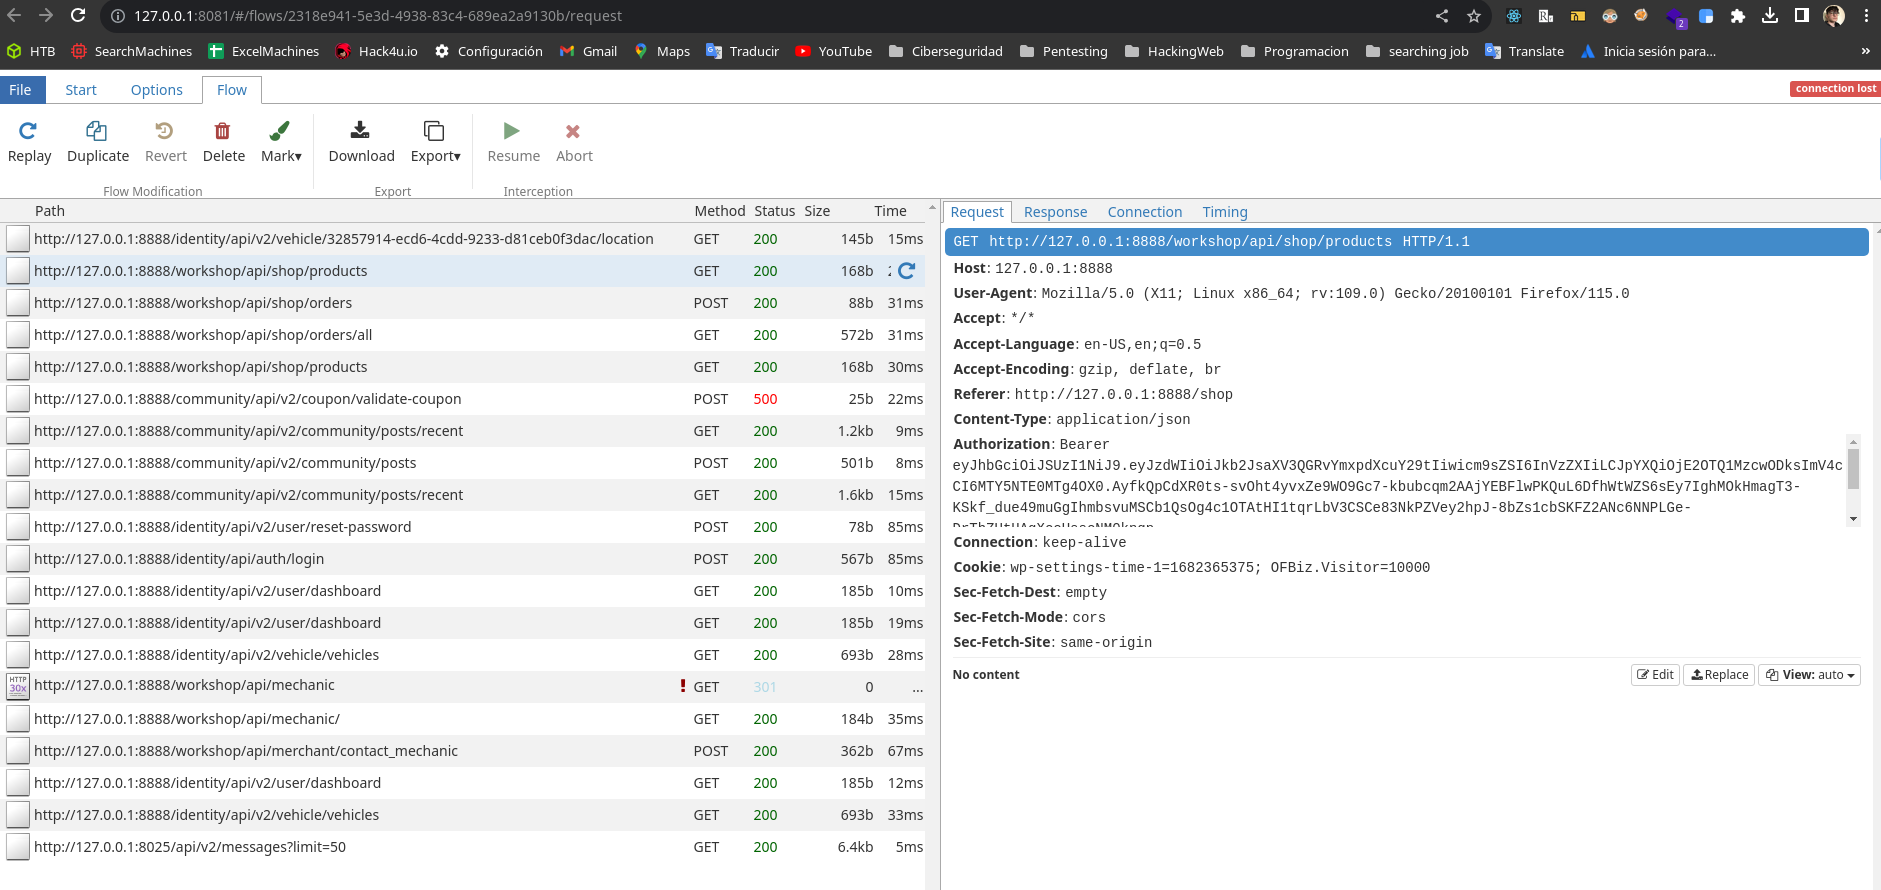 127.0.0.1:8081/#/flows/2318e941-5e3d-4938-83c4-689ea2a9130b/request
2
HTB SearchMachines ExcelMachines Hack4u.io Configuración Gmail Maps Traducir YouTube Ciberseguridad Pentesting HackingWeb Programacion searching job Translate Inicia sesión para… »
File Start Options Flow connection lost
Replay Duplicate Revert Delete Mark▾ Download Export▾ Resume Abort
Flow Modification Export Interception
Path Method Status Size Time
http://127.0.0.1:8888/identity/api/v2/vehicle/32857914-ecd6-4cdd-9233-d81ceb0f3dac/location GET 200 145b 15ms
http://127.0.0.1:8888/workshop/api/shop/products GET 200 168b
http://127.0.0.1:8888/workshop/api/shop/orders POST 200 88b 31ms
http://127.0.0.1:8888/workshop/api/shop/orders/all GET 200 572b 31ms
http://127.0.0.1:8888/workshop/api/shop/products GET 200 168b 30ms
http://127.0.0.1:8888/community/api/v2/coupon/validate-coupon POST 500 25b 22ms
http://127.0.0.1:8888/community/api/v2/community/posts/recent GET 200 1.2kb 9ms
http://127.0.0.1:8888/community/api/v2/community/posts POST 200 501b 8ms
http://127.0.0.1:8888/community/api/v2/community/posts/recent GET 200 1.6kb 15ms
http://127.0.0.1:8888/identity/api/v2/user/reset-password POST 200 78b 85ms
http://127.0.0.1:8888/identity/api/auth/login POST 200 567b 85ms
http://127.0.0.1:8888/identity/api/v2/user/dashboard GET 200 185b 10ms
http://127.0.0.1:8888/identity/api/v2/user/dashboard GET 200 185b 19ms
http://127.0.0.1:8888/identity/api/v2/vehicle/vehicles GET 200 693b 28ms
HTTP 30x http://127.0.0.1:8888/workshop/api/mechanic ! GET 301 0 ...
http://127.0.0.1:8888/workshop/api/mechanic/ GET 200 184b 35ms
http://127.0.0.1:8888/workshop/api/merchant/contact_mechanic POST 200 362b 67ms
http://127.0.0.1:8888/identity/api/v2/user/dashboard GET 200 185b 12ms
http://127.0.0.1:8888/identity/api/v2/vehicle/vehicles GET 200 693b 33ms
http://127.0.0.1:8025/api/v2/messages?limit=50 GET 200 6.4kb 5ms
Request Response Connection Timing
GET http://127.0.0.1:8888/workshop/api/shop/products HTTP/1.1
Host: 127.0.0.1:8888
User-Agent: Mozilla/5.0 (X11; Linux x86_64; rv:109.0) Gecko/20100101 Firefox/115.0
Accept: */*
Accept-Language: en-US,en;q=0.5
Accept-Encoding: gzip, deflate, br
Referer: http://127.0.0.1:8888/shop
Content-Type: application/json
Authorization: Bearer
eyJhbGciOiJSUzI1NiJ9.eyJzdWIiOiJkb2JsaXV3QGRvYmxpdXcuY29tIiwicm9sZSI6InVzZXIiLCJpYXQiOjE2OTQ1MzcwODksImV4c
CI6MTY5NTE0MTg4OX0.AyfkQpCdXR0ts-svOht4yvxZe9WO9Gc7-kbubcqm2AAjYEBFlwPKQuL6DfhWtWZS6sEy7IghMOkHmagT3-
KSkf_due49muGgIhmbsvuMSCb1QsOg4c1OTAtHI1tqrLbV3CSCe83NkPZVey2hpJ-8bZs1cbSKFZ2ANc6NNPLGe-
Connection: keep-alive
Cookie: wp-settings-time-1=1682365375; OFBiz.Visitor=10000
Sec-Fetch-Dest: empty
Sec-Fetch-Mode: cors
Sec-Fetch-Site: same-origin
No content Edit Replace View: auto